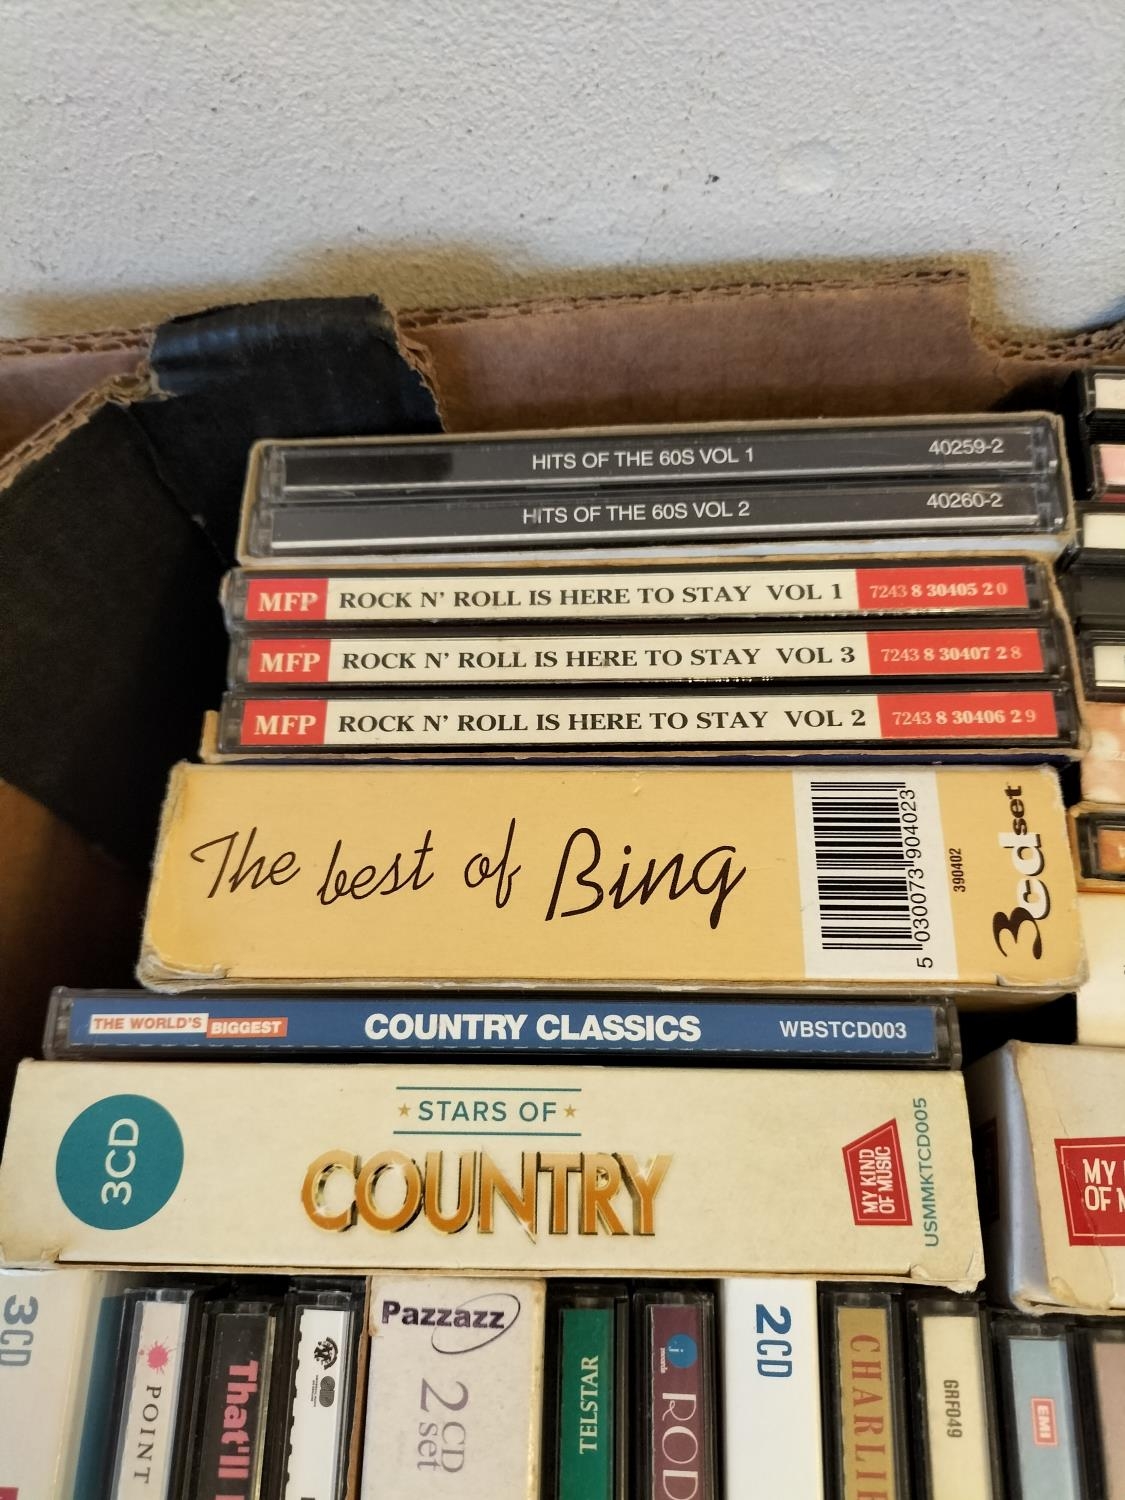 HITS OF THE 60S VOL 1 40259-2
HITS OF THE 60S VOL 2 40260-2
MFP ROCK N' ROLL IS HERE TO STAY VOL 1 7243 8 30405 2 0
MFP ROCK N' ROLL IS HERE TO STAY VOL 3 7243 8 30407 2 8
MFP ROCK N' ROLL IS HERE TO STAY VOL 2 7243 8 30406 2 9
The best of Bing
5 030073 904023
390402
3cd set
THE WORLD'S BIGGEST COUNTRY CLASSICS WBSTCD003
3CD
STARS OF
COUNTRY
MY KIND
OF MUSIC
USMMKTCD005
MY
OF
3CD
POINT
That'll
Pazzazz
2CD
set
TELSTAR
j
records
ROD
2CD
CHARLIE
GRF049
EMI